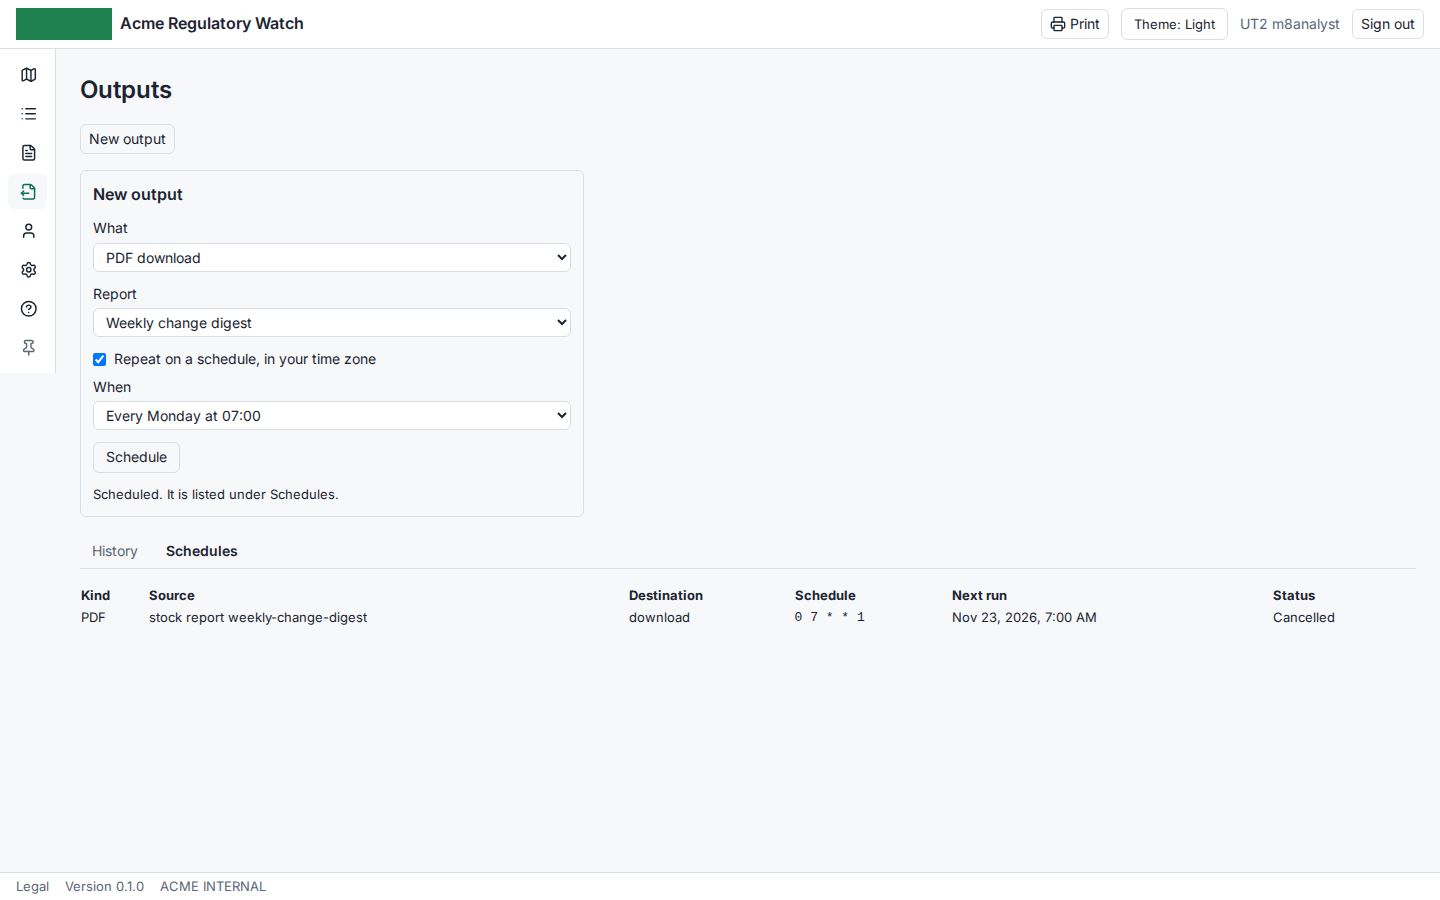 Acme Regulatory Watch
Print
Theme: Light
UT2 m8analyst
Sign out
Outputs
New output
New output
What
PDF download
Report
Weekly change digest
Repeat on a schedule, in your time zone
When
Every Monday at 07:00
Schedule
Scheduled. It is listed under Schedules.
History Schedules
Kind Source Destination Schedule Next run Status
PDF stock report weekly-change-digest download 0 7 * * 1 Nov 23, 2026, 7:00 AM Cancelled
Legal Version 0.1.0 ACME INTERNAL